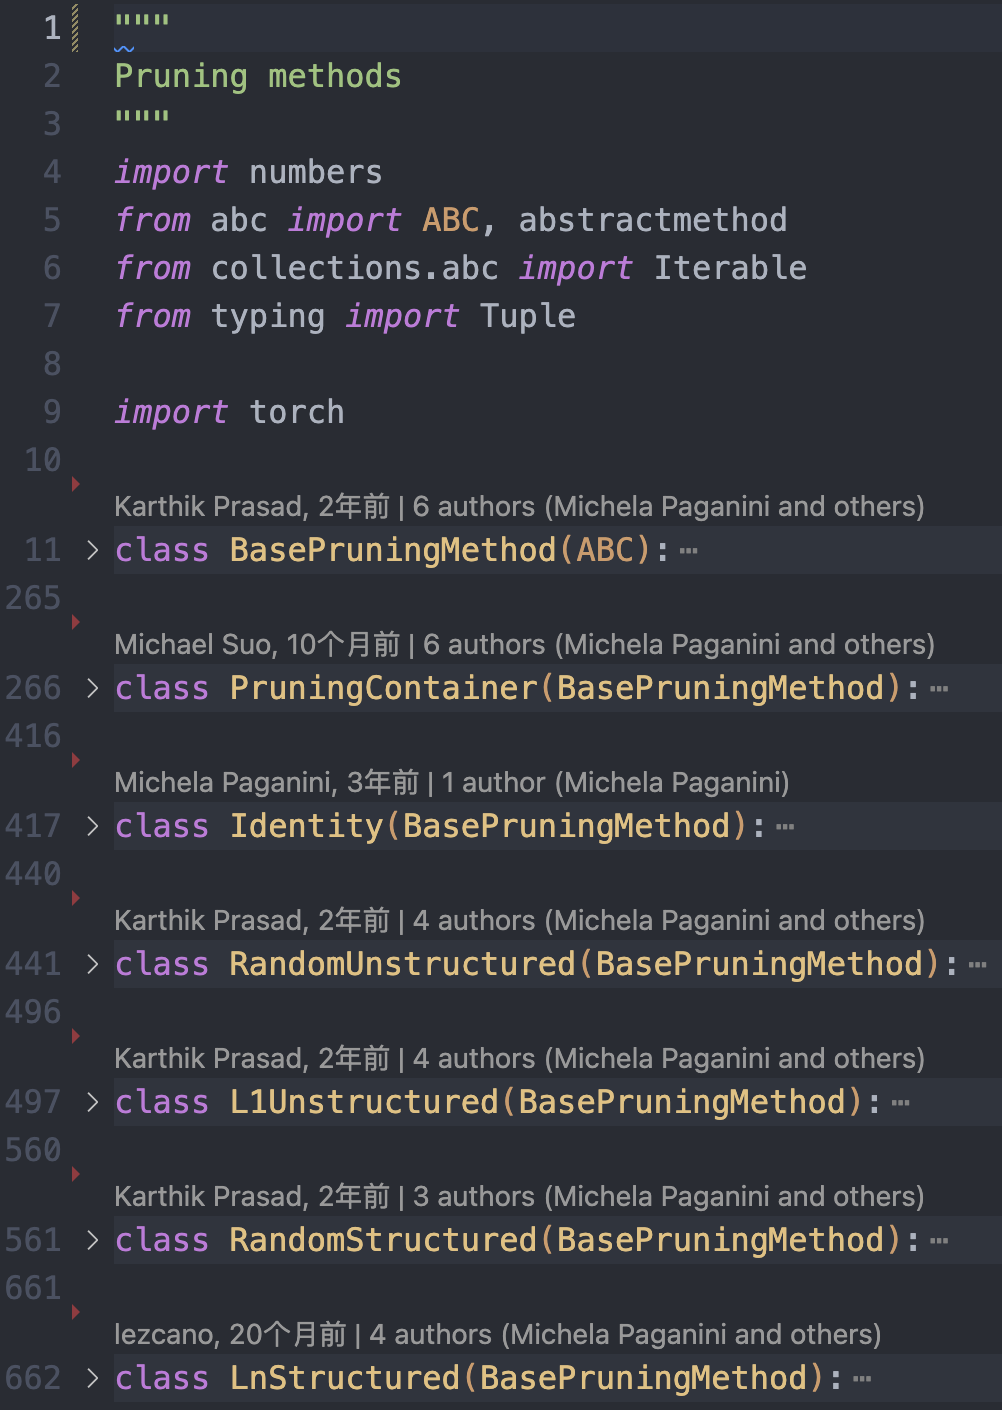 1 """
2 Pruning methods
3 """
4 import numbers
5 from abc import ABC, abstractmethod
6 from collections.abc import Iterable
7 from typing import Tuple
8
9 import torch
10
Karthik Prasad, 2年前 | 6 authors (Michela Paganini and others)
11 > class BasePruningMethod(ABC): ⋯
265
Michael Suo, 10个月前 | 6 authors (Michela Paganini and others)
266 > class PruningContainer(BasePruningMethod): ⋯
416
Michela Paganini, 3年前 | 1 author (Michela Paganini)
417 > class Identity(BasePruningMethod): ⋯
440
Karthik Prasad, 2年前 | 4 authors (Michela Paganini and others)
441 > class RandomUnstructured(BasePruningMethod): ⋯
496
Karthik Prasad, 2年前 | 4 authors (Michela Paganini and others)
497 > class L1Unstructured(BasePruningMethod): ⋯
560
Karthik Prasad, 2年前 | 3 authors (Michela Paganini and others)
561 > class RandomStructured(BasePruningMethod): ⋯
661
lezcano, 20个月前 | 4 authors (Michela Paganini and others)
662 > class LnStructured(BasePruningMethod): ⋯